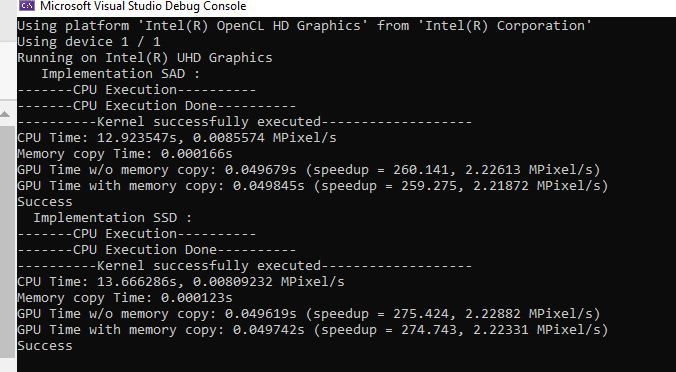 Microsoft Visual Studio Debug Console
Using platform 'Intel(R) OpenCL HD Graphics' from 'Intel(R) Corporation'
Using device 1 / 1
Running on Intel(R) UHD Graphics
   Implementation SAD :
-------CPU Execution----------
-------CPU Execution Done----------
----------Kernel successfully executed-------------------
CPU Time: 12.923547s, 0.0085574 MPixel/s
Memory copy Time: 0.000166s
GPU Time w/o memory copy: 0.049679s (speedup = 260.141, 2.22613 MPixel/s)
GPU Time with memory copy: 0.049845s (speedup = 259.275, 2.21872 MPixel/s)
Success
  Implementation SSD :
-------CPU Execution----------
-------CPU Execution Done----------
----------Kernel successfully executed-------------------
CPU Time: 13.666286s, 0.00809232 MPixel/s
Memory copy Time: 0.000123s
GPU Time w/o memory copy: 0.049619s (speedup = 275.424, 2.22882 MPixel/s)
GPU Time with memory copy: 0.049742s (speedup = 274.743, 2.22331 MPixel/s)
Success